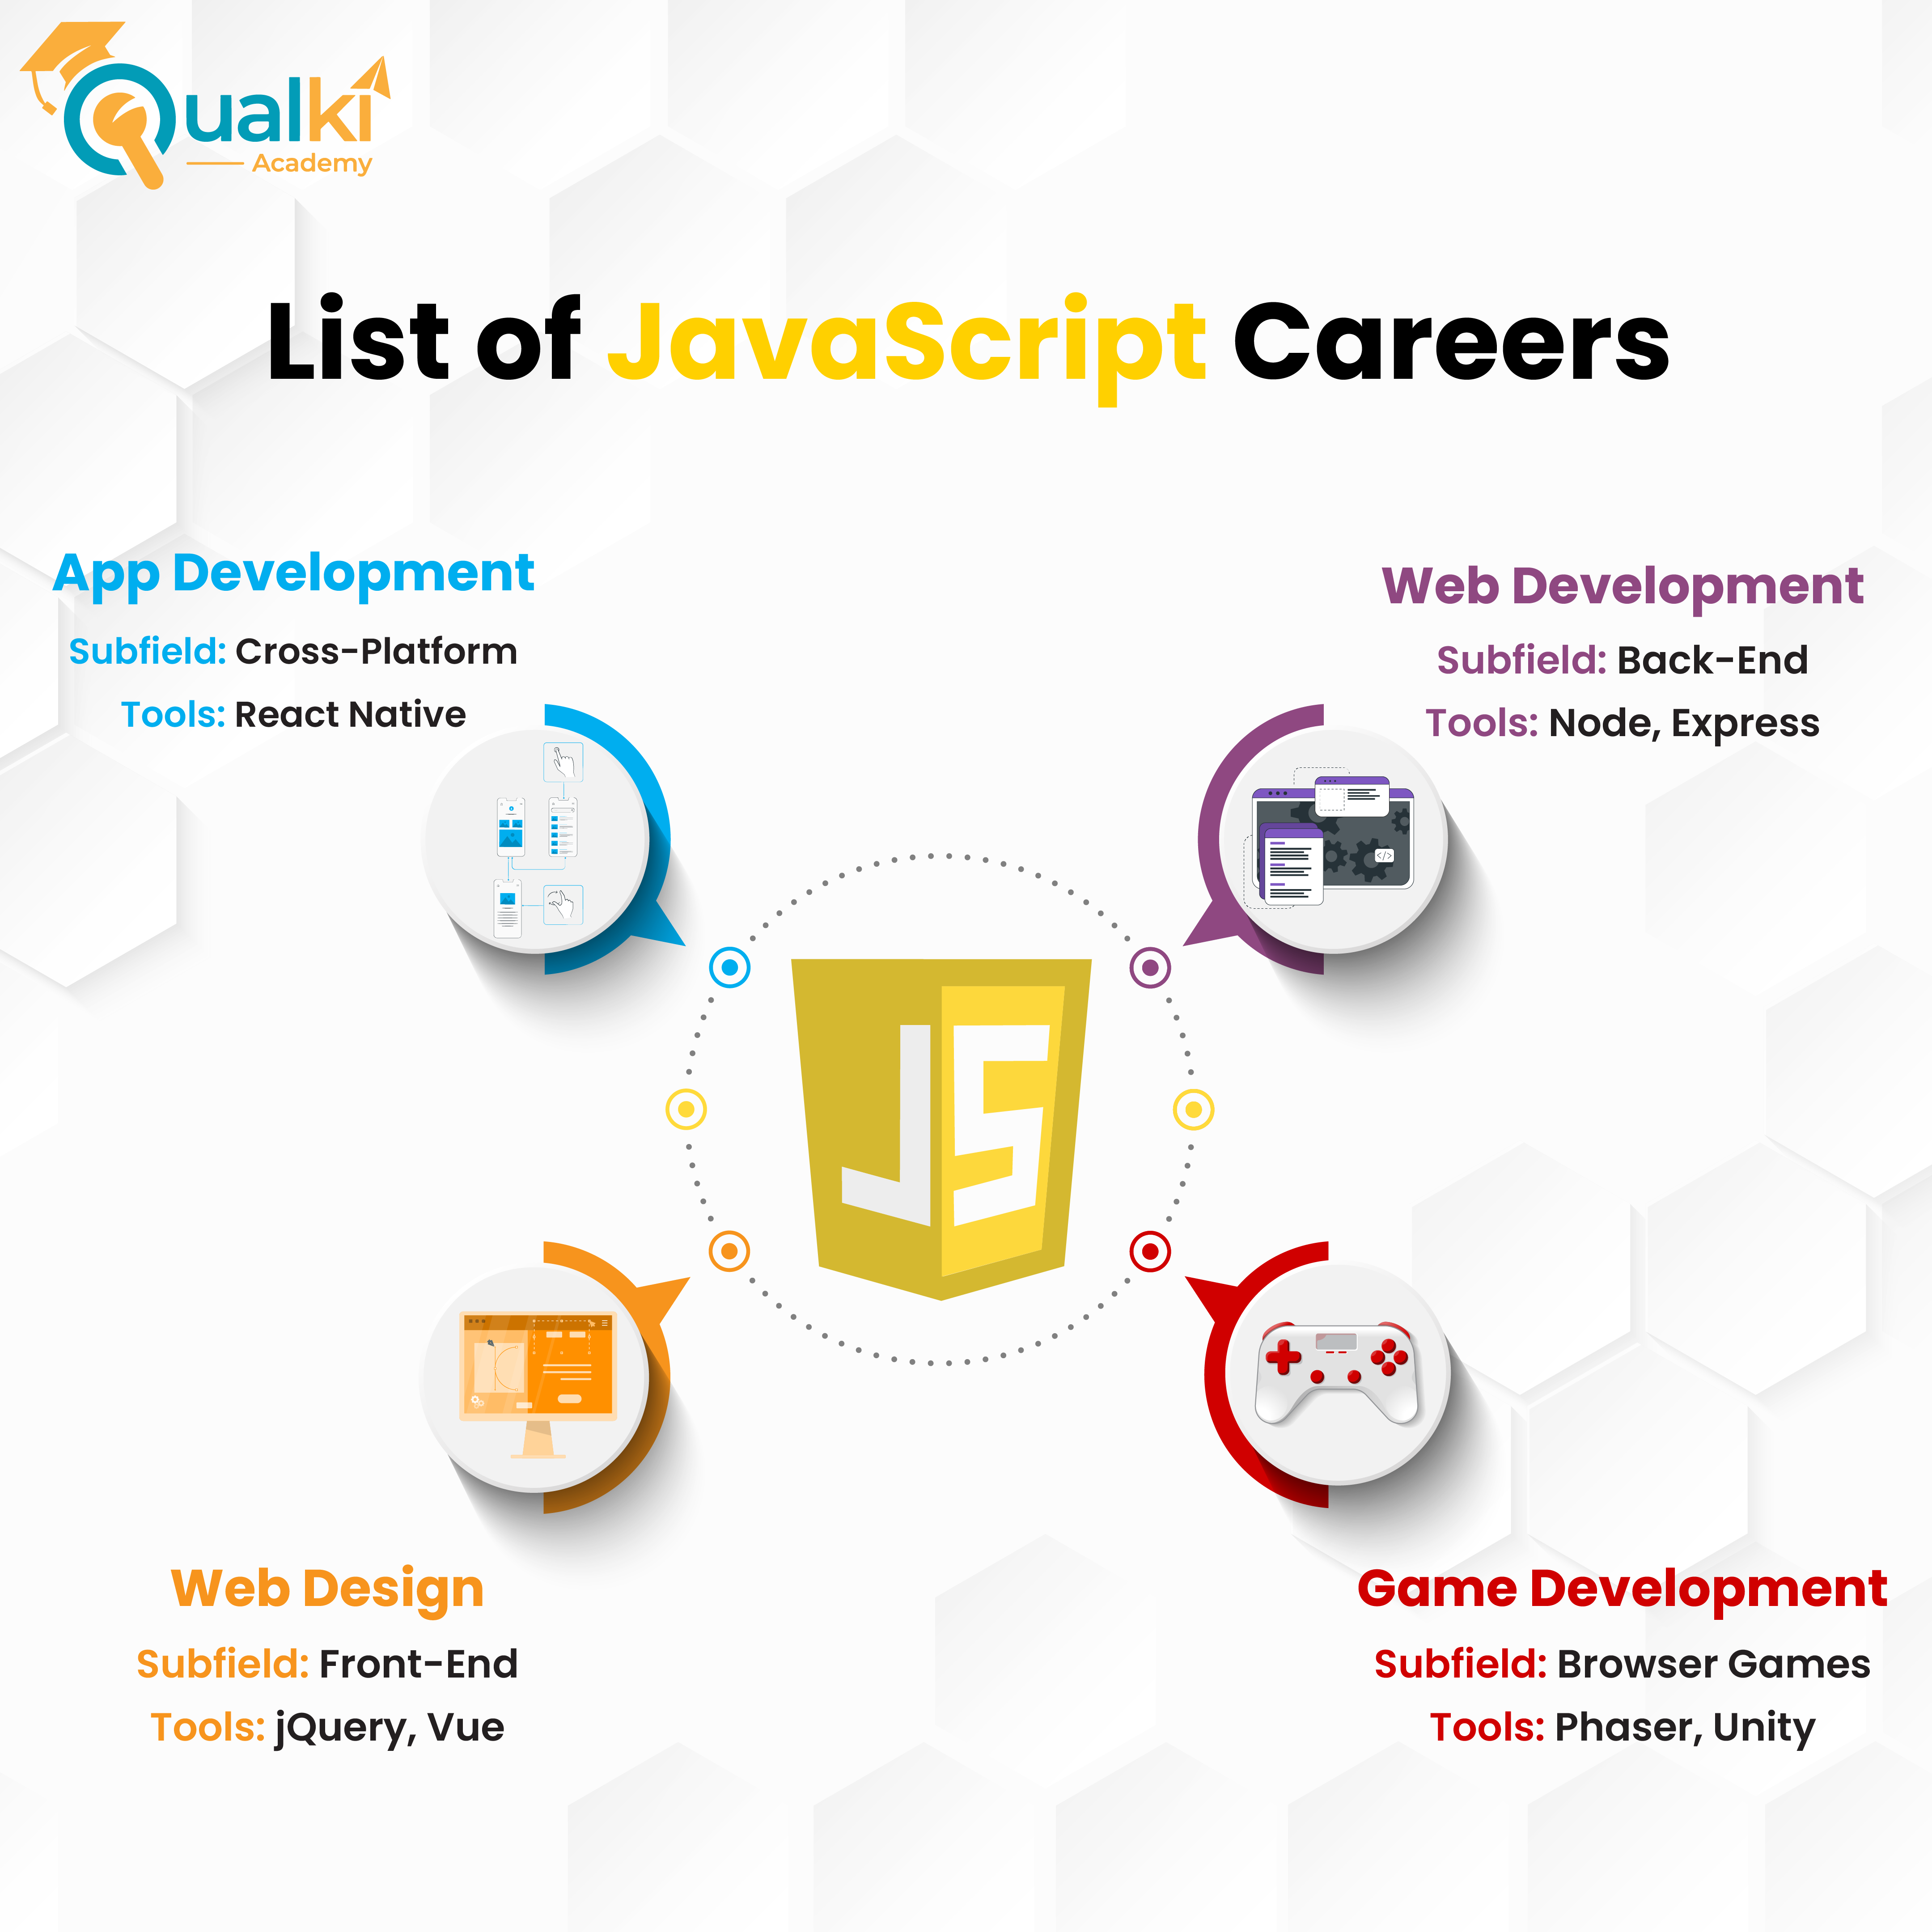 Qualki
Academy
List of JavaScript Careers
App Development
Subfield: Cross-Platform
Tools: React Native
Web Development
Subfield: Back-End
Tools: Node, Express
</>
JS
Web Design
Subfield: Front-End
Tools: jQuery, Vue
Game Development
Subfield: Browser Games
Tools: Phaser, Unity